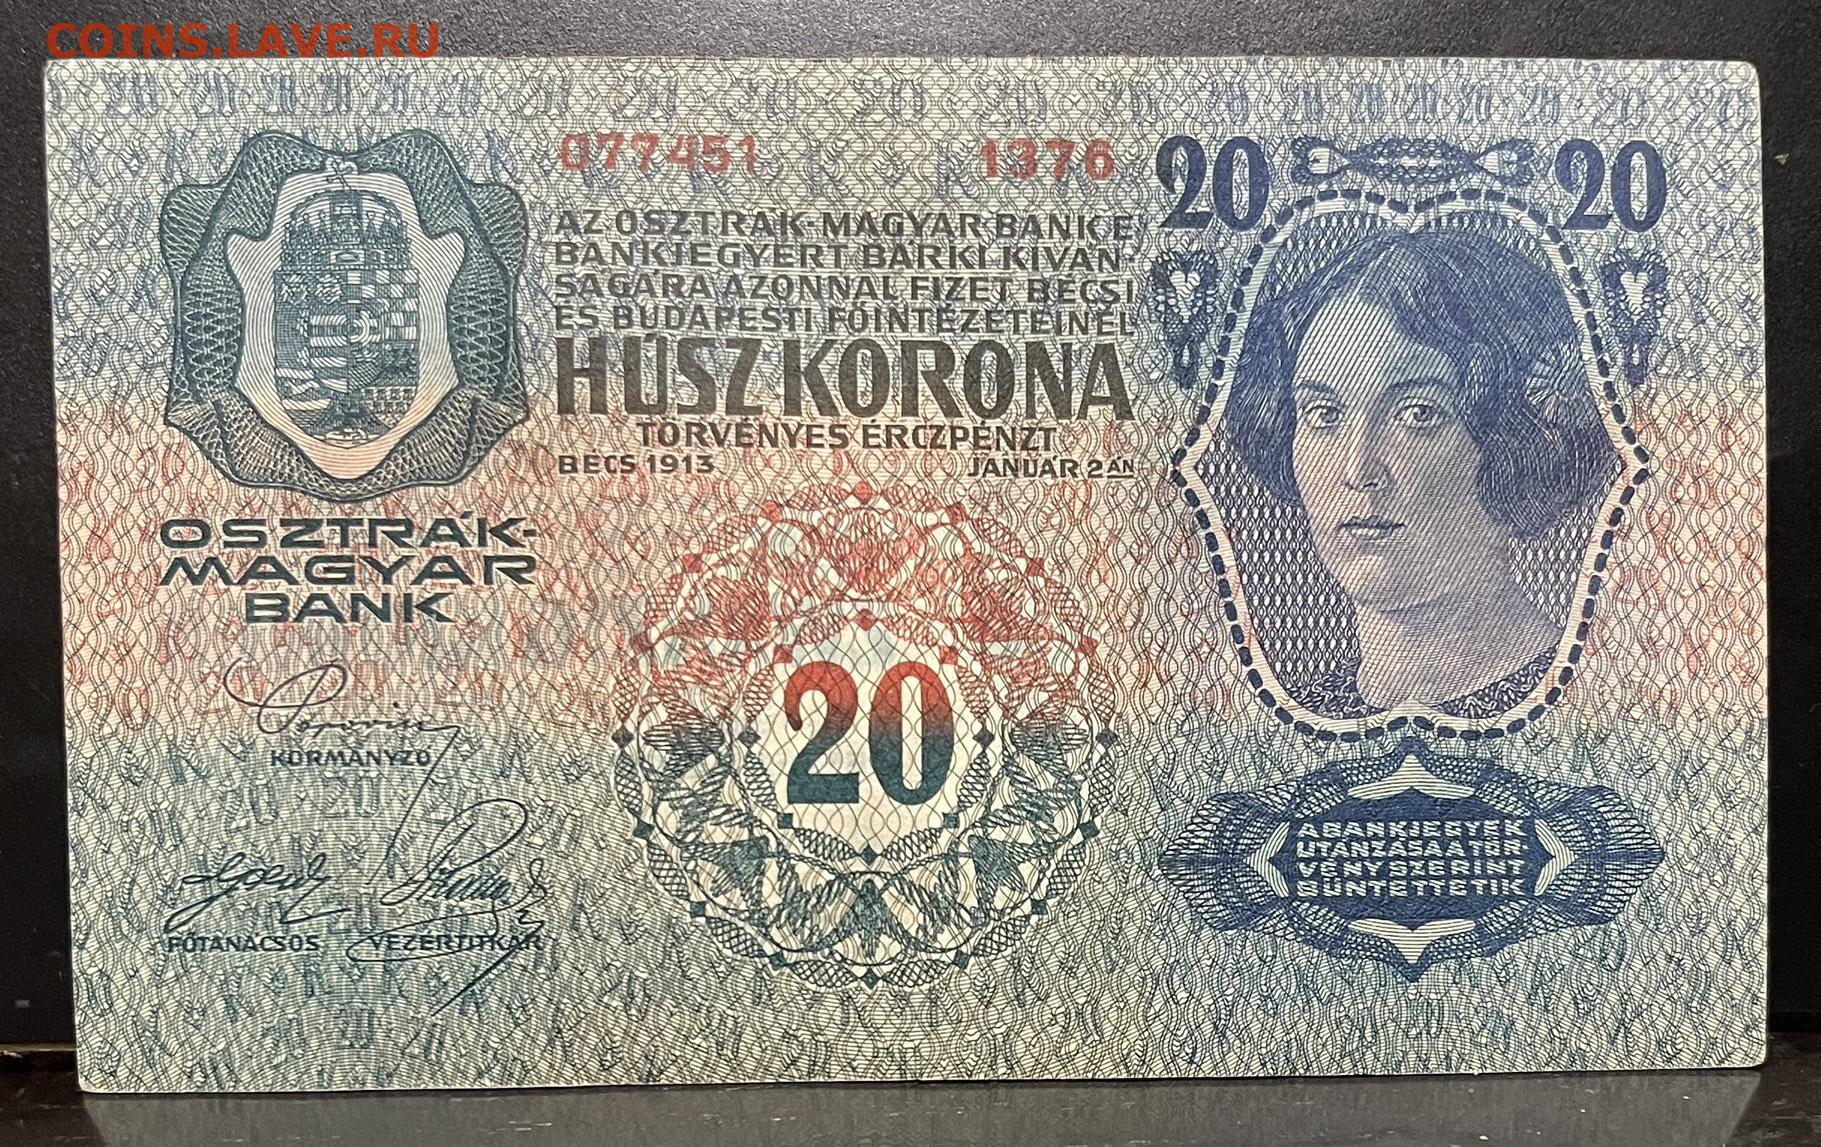 COINS.LAVE.RU
077451 1376
20 20
AZ OSZTRÁK-MAGYAR BANK E
BANKJEGYÉRT BÁRKI KIVÁN-
SÁGÁRA AZONNAL FIZET BÉCSI
ÉS BUDAPESTI FŐINTÉZETEINÉL
HÚSZ KORONA
TÖRVÉNYES ÉRCZPÉNZT
BÉCS 1913 JANUÁR 2 ÁN
OSZTRÁK-
MAGYAR
BANK
20
KORMÁNYZÓ
FŐTANÁCSOS VEZÉRTITKÁR
A BANKJEGYEK
UTÁNZÁSA A TÖR
VÉNY SZERINT
BÜNTETTETIK